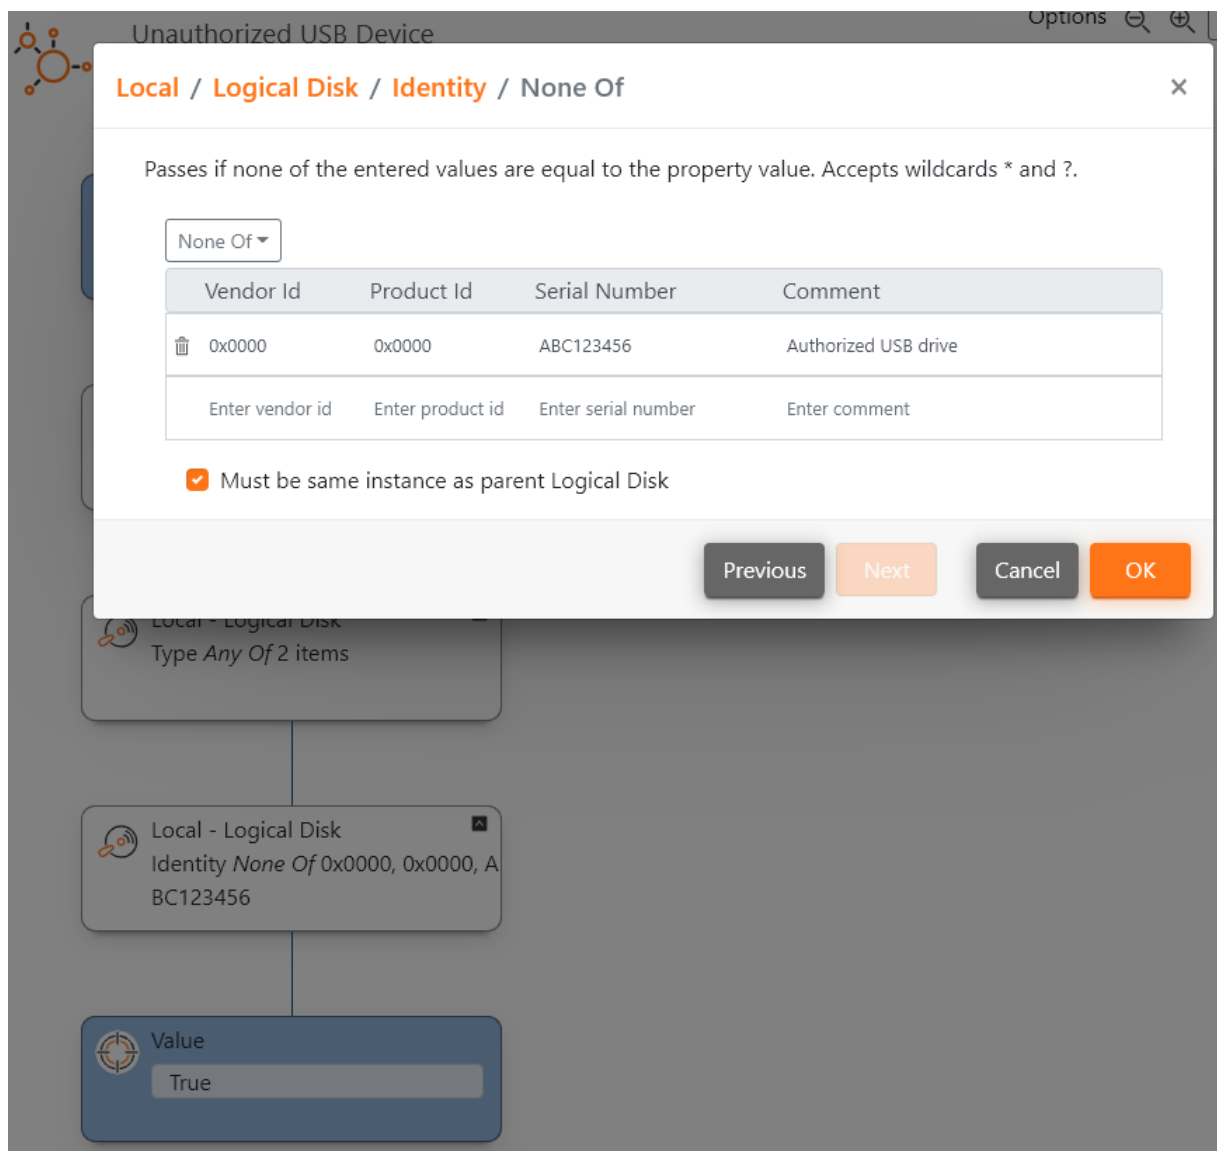 Unauthorized USB Device
Options
Local / Logical Disk / Identity / None Of
Passes if none of the entered values are equal to the property value. Accepts wildcards * and ?.
None Of
Vendor Id Product Id Serial Number Comment
0x0000 0x0000 ABC123456 Authorized USB drive
Enter vendor id Enter product id Enter serial number Enter comment
Must be same instance as parent Logical Disk
Previous Next Cancel OK
Local - Logical Disk
Type Any Of 2 items
Local - Logical Disk
Identity None Of 0x0000, 0x0000, A
BC123456
Value
True